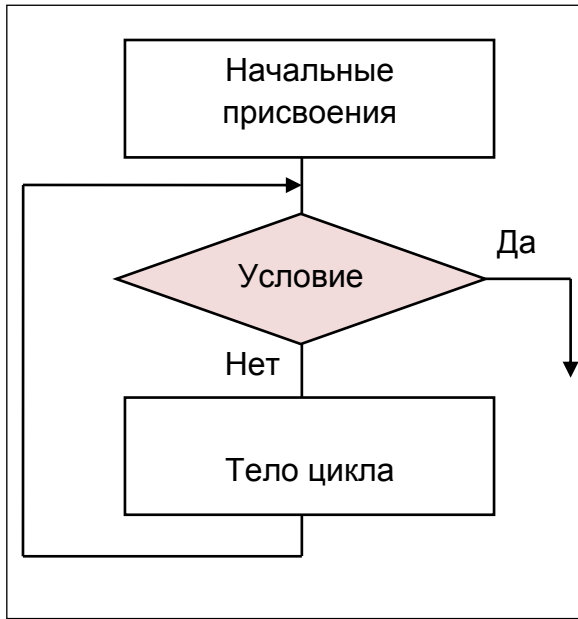 Начальные
присвоения
Да
Условие
Нет
Тело цикла